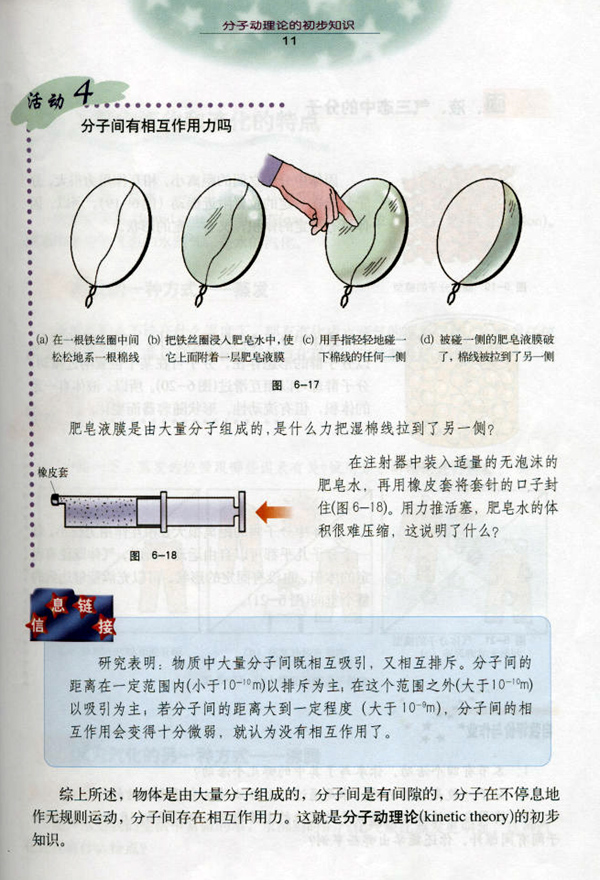 分子动理论的初步知识
11
活动4
分子间有相互作用力吗
(a) 在一根铁丝圈中间
松松地系一根棉线
(b) 把铁丝圈浸入肥皂水中,使
它上面附着一层肥皂液膜
(c) 用手指轻轻地碰一
下棉线的任何一侧
(d) 被碰一侧的肥皂液膜破
了,棉线被拉到了另一侧
图 6-17
肥皂液膜是由大量分子组成的,是什么力把湿棉线拉到了另一侧?
橡皮套
图 6-18
在注射器中装入适量的无泡沫的
肥皂水,再用橡皮套将套针的口子封
住(图6-18)。用力推活塞,肥皂水的体
积很难压缩,这说明了什么?
信息链接
研究表明:物质中大量分子间既相互吸引,又相互排斥。分子间的
距离在一定范围内(小于10⁻¹⁰m)以排斥为主,在这个范围之外(大于10⁻¹⁰m)
以吸引为主,若分子间的距离大到一定程度(大于10⁻⁹m),分子间的相
互作用会变得十分微弱,就认为没有相互作用了。
综上所述,物体是由大量分子组成的,分子间是有间隙的,分子在不停息地
作无规则运动,分子间存在相互作用力。这就是分子动理论(kinetic theory)的初步
知识。